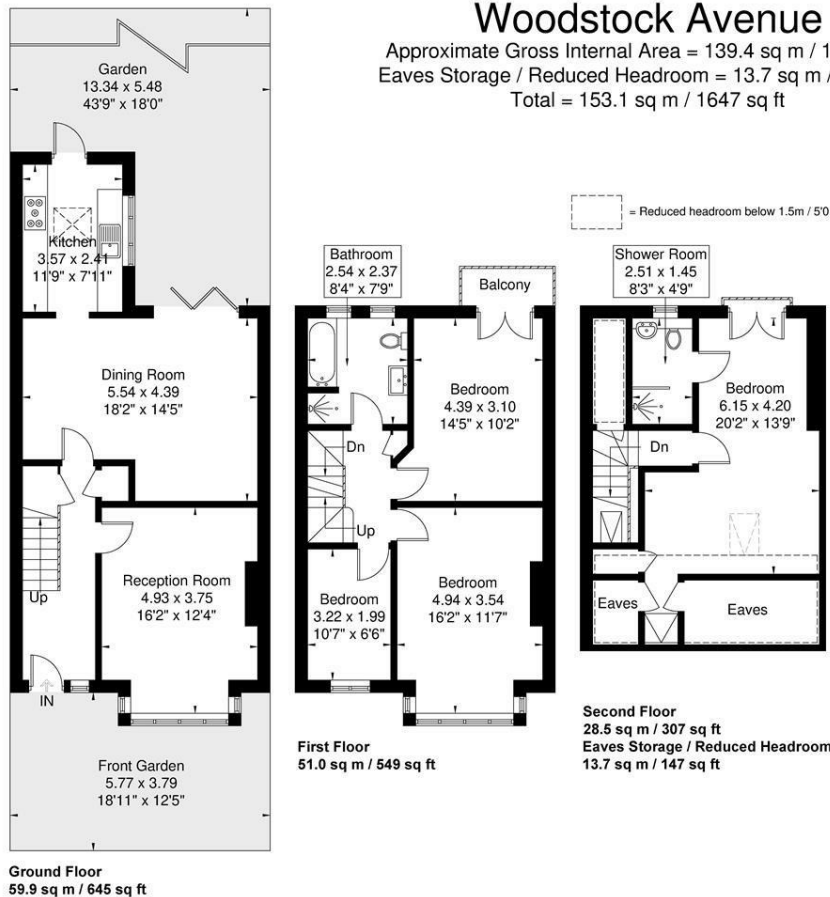 Woodstock Avenue
Approximate Gross Internal Area = 139.4 sq m / 1
Eaves Storage / Reduced Headroom = 13.7 sq m /
Total = 153.1 sq m / 1647 sq ft
= Reduced headroom below 1.5m / 5'0
Garden
13.34 x 5.48
43'9" x 18'0"
Kitchen
3.57 x 2.41
11'9" x 7'11"
Dining Room
5.54 x 4.39
18'2" x 14'5"
Reception Room
4.93 x 3.75
16'2" x 12'4"
Up
IN
Front Garden
5.77 x 3.79
18'11" x 12'5"
Ground Floor
59.9 sq m / 645 sq ft
Bathroom
2.54 x 2.37
8'4" x 7'9"
Balcony
Bedroom
4.39 x 3.10
14'5" x 10'2"
Dn
Up
Bedroom
3.22 x 1.99
10'7" x 6'6"
Bedroom
4.94 x 3.54
16'2" x 11'7"
First Floor
51.0 sq m / 549 sq ft
Shower Room
2.51 x 1.45
8'3" x 4'9"
Bedroom
6.15 x 4.20
20'2" x 13'9"
Dn
Eaves
Eaves
Second Floor
28.5 sq m / 307 sq ft
Eaves Storage / Reduced Headroom
13.7 sq m / 147 sq ft